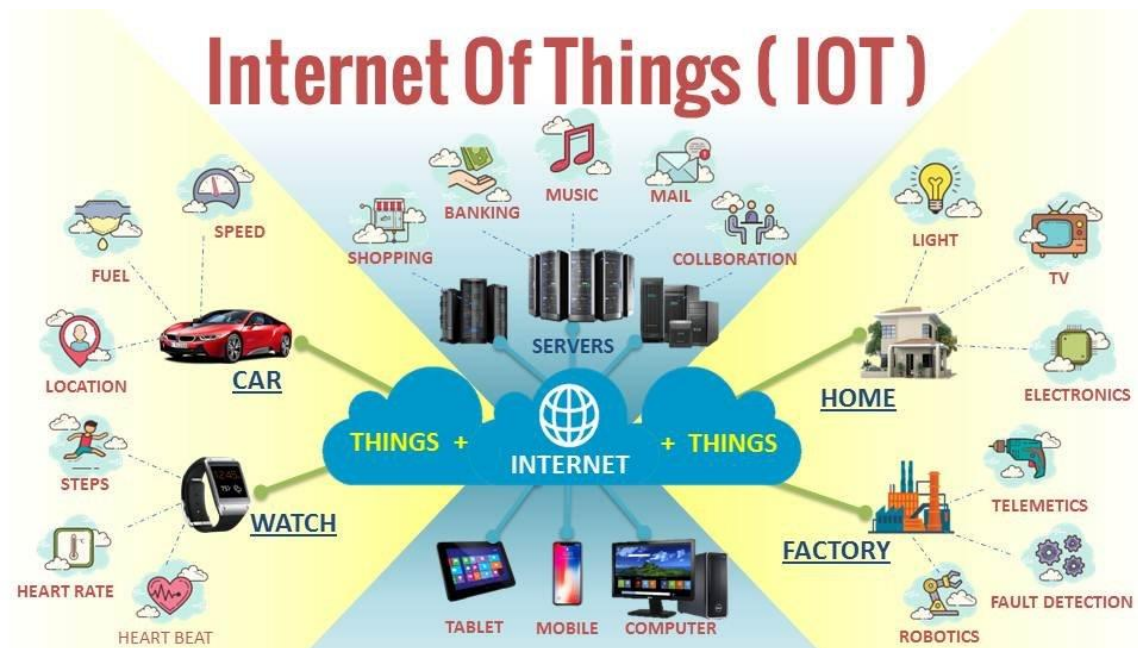 Internet Of Things ( IOT )
SHOPPING
BANKING
MUSIC
MAIL
COLLBORATION
SERVERS
FUEL
SPEED
LOCATION
CAR
STEPS
HEART RATE
HEART BEAT
WATCH
THINGS +
INTERNET
+ THINGS
LIGHT
TV
ELECTRONICS
HOME
TELEMETICS
FAULT DETECTION
ROBOTICS
FACTORY
TABLET
MOBILE
COMPUTER